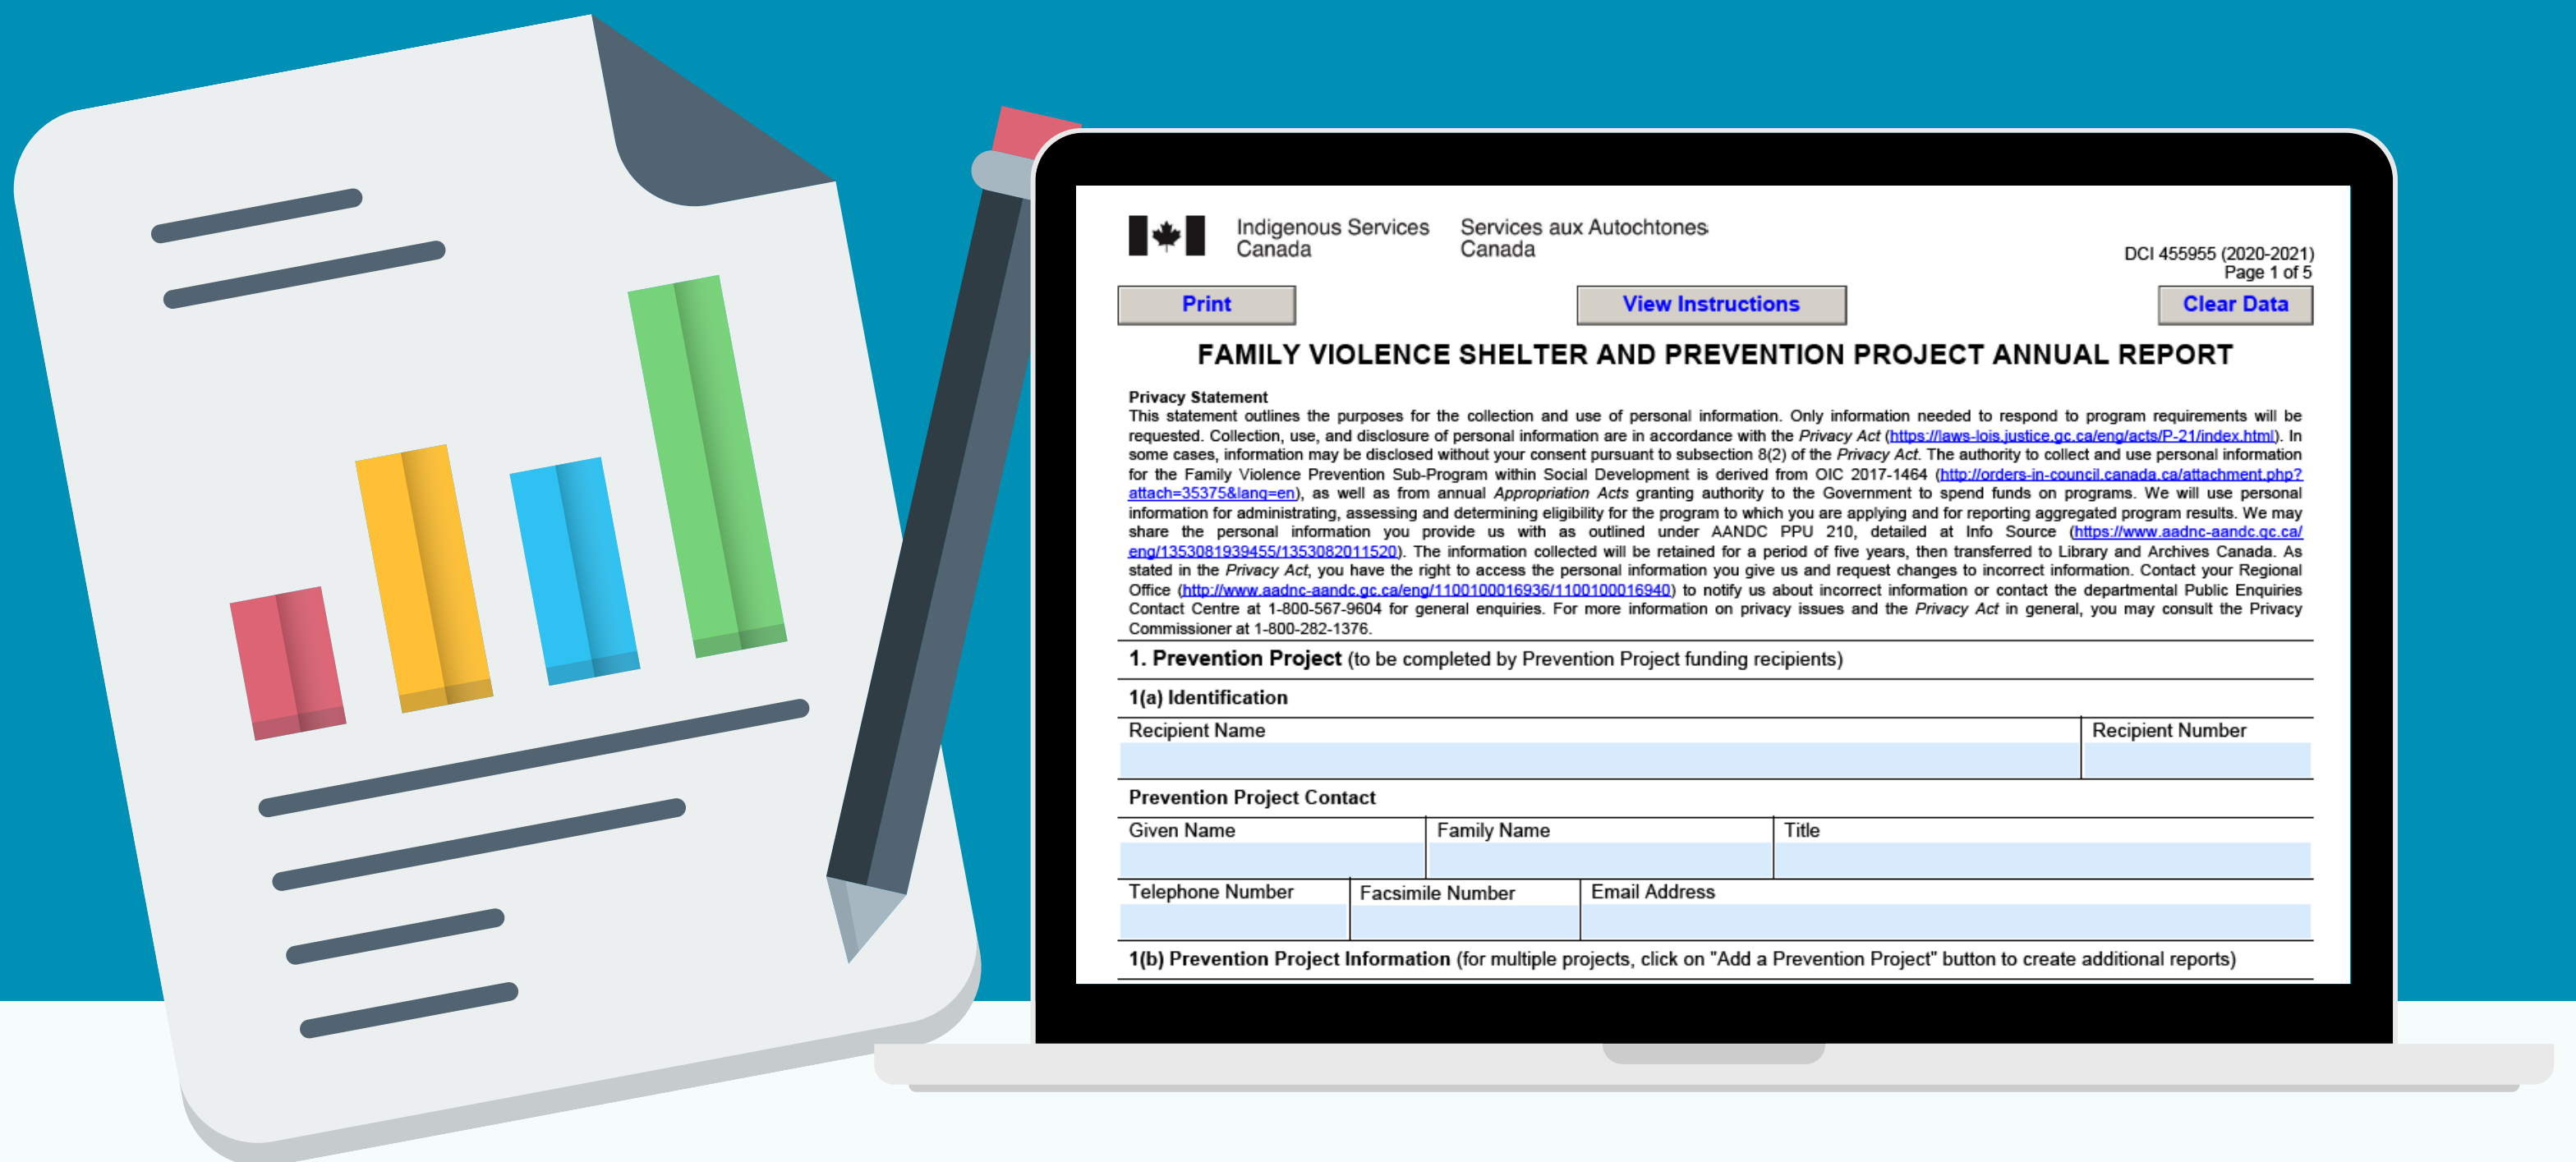 Indigenous Services Services aux Autochtones
Canada Canada
DCI 455955 (2020-2021)
Page 1 of 5
Print View Instructions Clear Data
FAMILY VIOLENCE SHELTER AND PREVENTION PROJECT ANNUAL REPORT
Privacy Statement
This statement outlines the purposes for the collection and use of personal information. Only information needed to respond to program requirements will be
requested. Collection, use, and disclosure of personal information are in accordance with the Privacy Act (https://laws-lois.justice.gc.ca/eng/acts/P-21/index.html). In
some cases, information may be disclosed without your consent pursuant to subsection 8(2) of the Privacy Act. The authority to collect and use personal information
for the Family Violence Prevention Sub-Program within Social Development is derived from OIC 2017-1464 (http://orders-in-council.canada.ca/attachment.php?
attach=35375&lang=en), as well as from annual Appropriation Acts granting authority to the Government to spend funds on programs. We will use personal
information for administrating, assessing and determining eligibility for the program to which you are applying and for reporting aggregated program results. We may
share the personal information you provide us with as outlined under AANDC PPU 210, detailed at Info Source (https://www.aadnc-aandc.gc.ca/
eng/1353081939455/1353082011520). The information collected will be retained for a period of five years, then transferred to Library and Archives Canada. As
stated in the Privacy Act, you have the right to access the personal information you give us and request changes to incorrect information. Contact your Regional
Office (http://www.aadnc-aandc.gc.ca/eng/1100100016936/1100100016940) to notify us about incorrect information or contact the departmental Public Enquiries
Contact Centre at 1-800-567-9604 for general enquiries. For more information on privacy issues and the Privacy Act in general, you may consult the Privacy
Commissioner at 1-800-282-1376.
1. Prevention Project (to be completed by Prevention Project funding recipients)
1(a) Identification
Recipient Name Recipient Number
Prevention Project Contact
Given Name Family Name Title
Telephone Number Facsimile Number Email Address
1(b) Prevention Project Information (for multiple projects, click on "Add a Prevention Project" button to create additional reports)